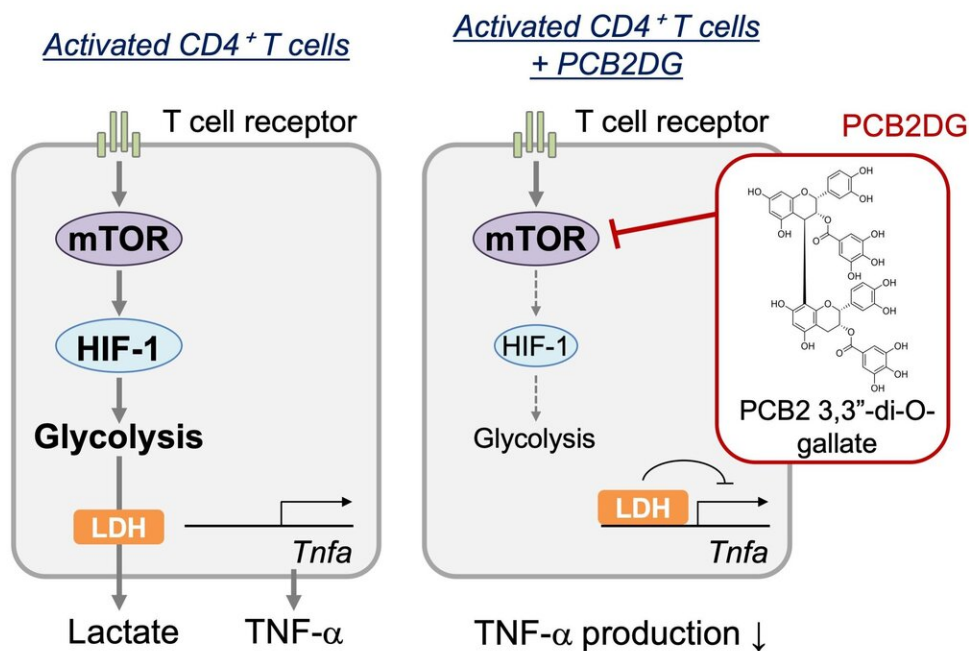 Activated CD4⁺ T cells
T cell receptor
mTOR
HIF-1
Glycolysis
LDH
Tnfa
Lactate
TNF-α
Activated CD4⁺ T cells
+ PCB2DG
T cell receptor
mTOR
HIF-1
Glycolysis
LDH
Tnfa
TNF-α production ↓
PCB2DG
OH
OH
HO
O
OH
O
O
OH
OH
OH
OH
OH
HO
O
OH
O
O
OH
OH
OH
PCB2 3,3”-di-O-
gallate